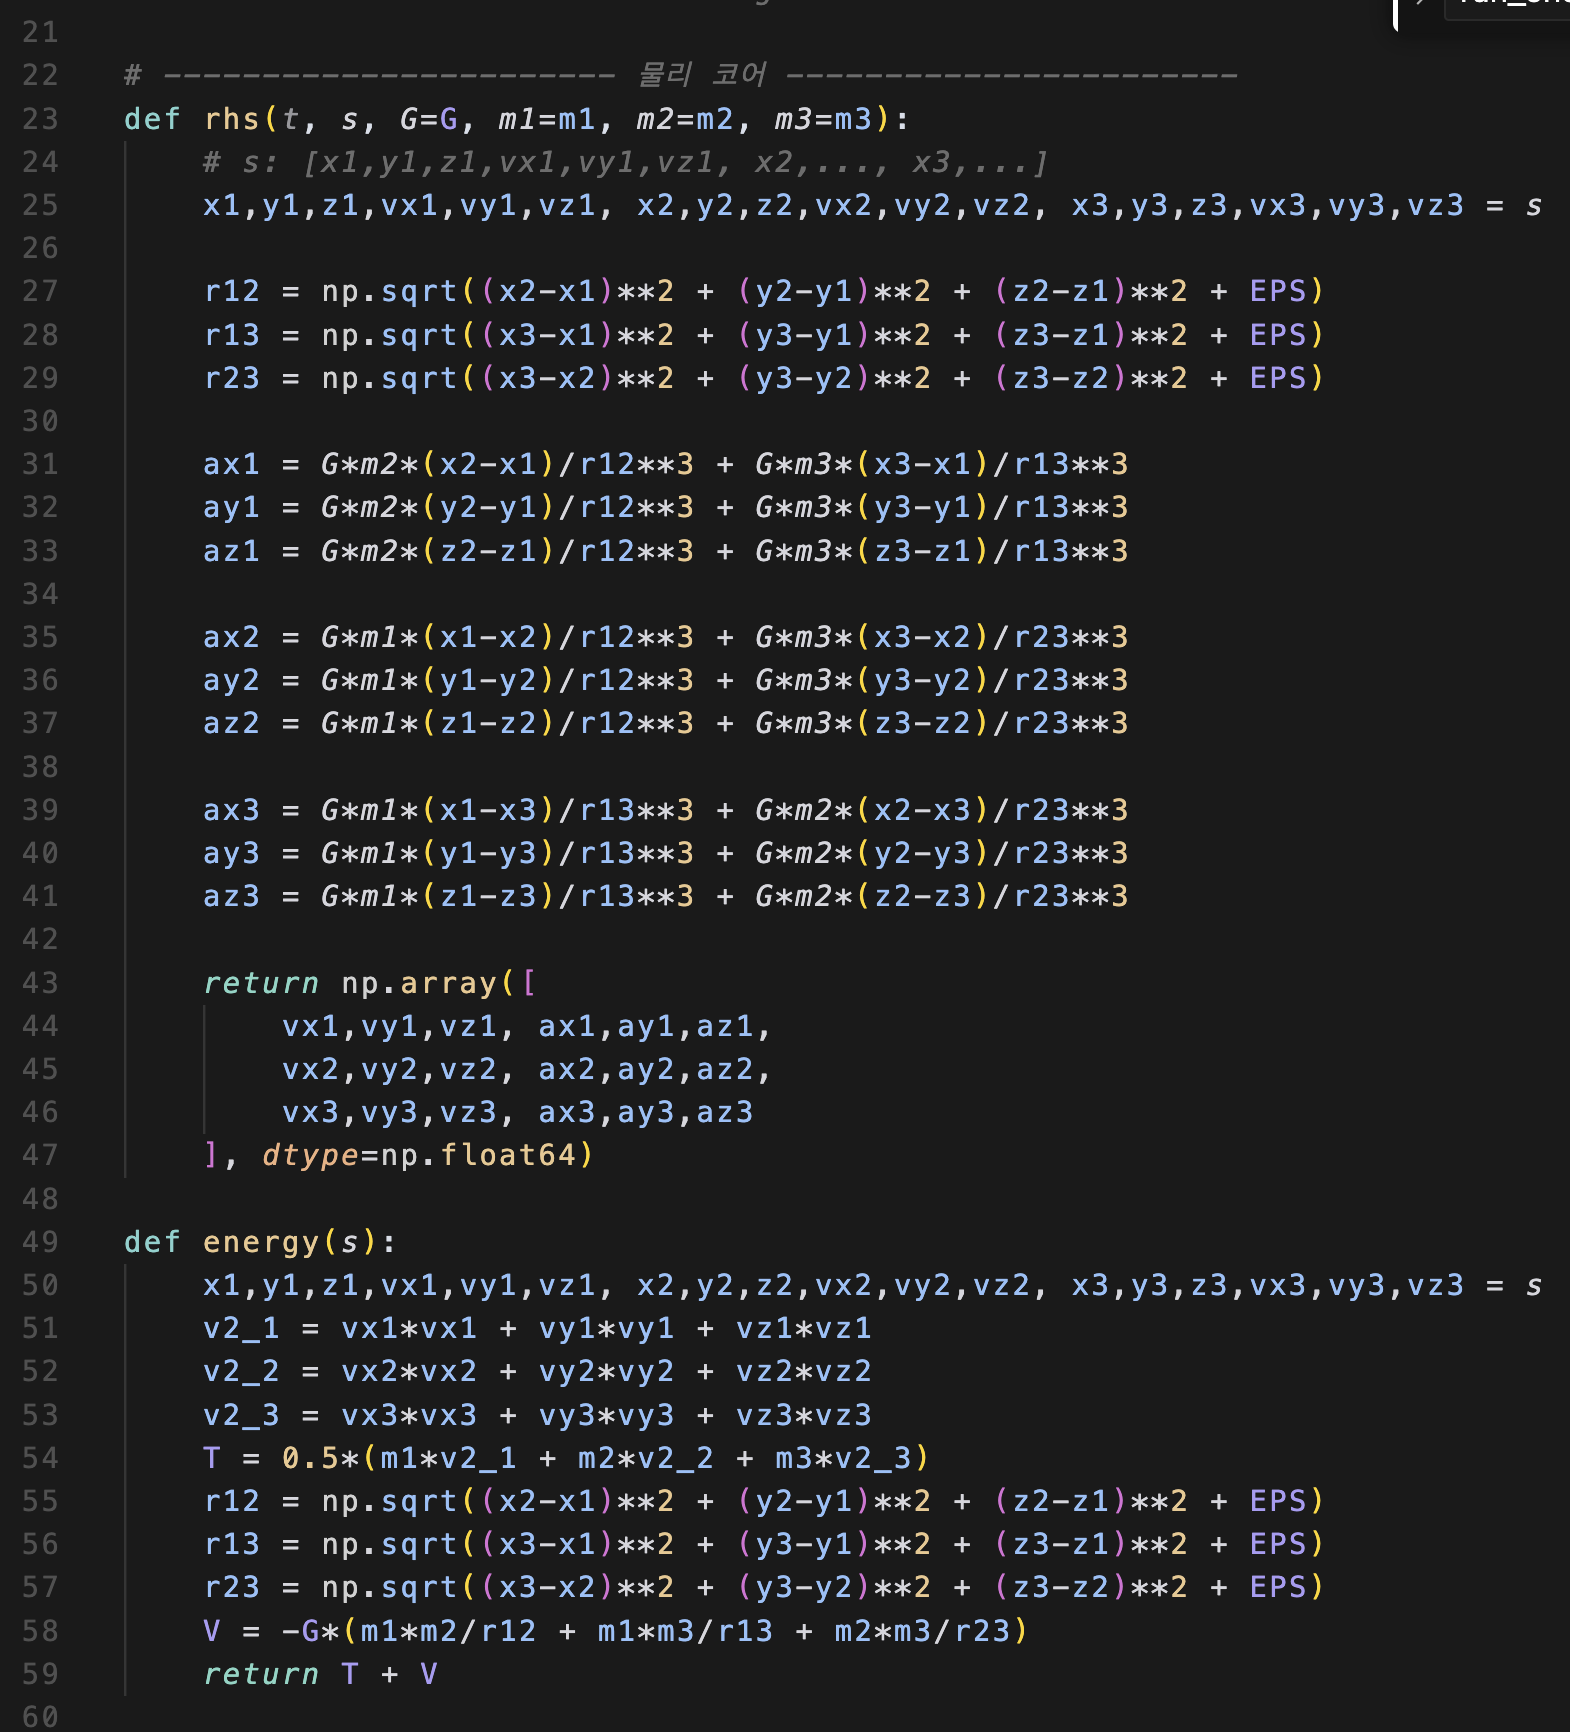 21
22 # ----------------------- 물리 코어 -----------------------
23 def rhs(t, s, G=G, m1=m1, m2=m2, m3=m3):
24     # s: [x1,y1,z1,vx1,vy1,vz1, x2,..., x3,...]
25     x1,y1,z1,vx1,vy1,vz1, x2,y2,z2,vx2,vy2,vz2, x3,y3,z3,vx3,vy3,vz3 = s
26
27     r12 = np.sqrt((x2-x1)**2 + (y2-y1)**2 + (z2-z1)**2 + EPS)
28     r13 = np.sqrt((x3-x1)**2 + (y3-y1)**2 + (z3-z1)**2 + EPS)
29     r23 = np.sqrt((x3-x2)**2 + (y3-y2)**2 + (z3-z2)**2 + EPS)
30
31     ax1 = G*m2*(x2-x1)/r12**3 + G*m3*(x3-x1)/r13**3
32     ay1 = G*m2*(y2-y1)/r12**3 + G*m3*(y3-y1)/r13**3
33     az1 = G*m2*(z2-z1)/r12**3 + G*m3*(z3-z1)/r13**3
34
35     ax2 = G*m1*(x1-x2)/r12**3 + G*m3*(x3-x2)/r23**3
36     ay2 = G*m1*(y1-y2)/r12**3 + G*m3*(y3-y2)/r23**3
37     az2 = G*m1*(z1-z2)/r12**3 + G*m3*(z3-z2)/r23**3
38
39     ax3 = G*m1*(x1-x3)/r13**3 + G*m2*(x2-x3)/r23**3
40     ay3 = G*m1*(y1-y3)/r13**3 + G*m2*(y2-y3)/r23**3
41     az3 = G*m1*(z1-z3)/r13**3 + G*m2*(z2-z3)/r23**3
42
43     return np.array([
44         vx1,vy1,vz1, ax1,ay1,az1,
45         vx2,vy2,vz2, ax2,ay2,az2,
46         vx3,vy3,vz3, ax3,ay3,az3
47     ], dtype=np.float64)
48
49 def energy(s):
50     x1,y1,z1,vx1,vy1,vz1, x2,y2,z2,vx2,vy2,vz2, x3,y3,z3,vx3,vy3,vz3 = s
51     v2_1 = vx1*vx1 + vy1*vy1 + vz1*vz1
52     v2_2 = vx2*vx2 + vy2*vy2 + vz2*vz2
53     v2_3 = vx3*vx3 + vy3*vy3 + vz3*vz3
54     T = 0.5*(m1*v2_1 + m2*v2_2 + m3*v2_3)
55     r12 = np.sqrt((x2-x1)**2 + (y2-y1)**2 + (z2-z1)**2 + EPS)
56     r13 = np.sqrt((x3-x1)**2 + (y3-y1)**2 + (z3-z1)**2 + EPS)
57     r23 = np.sqrt((x3-x2)**2 + (y3-y2)**2 + (z3-z2)**2 + EPS)
58     V = -G*(m1*m2/r12 + m1*m3/r13 + m2*m3/r23)
59     return T + V
60